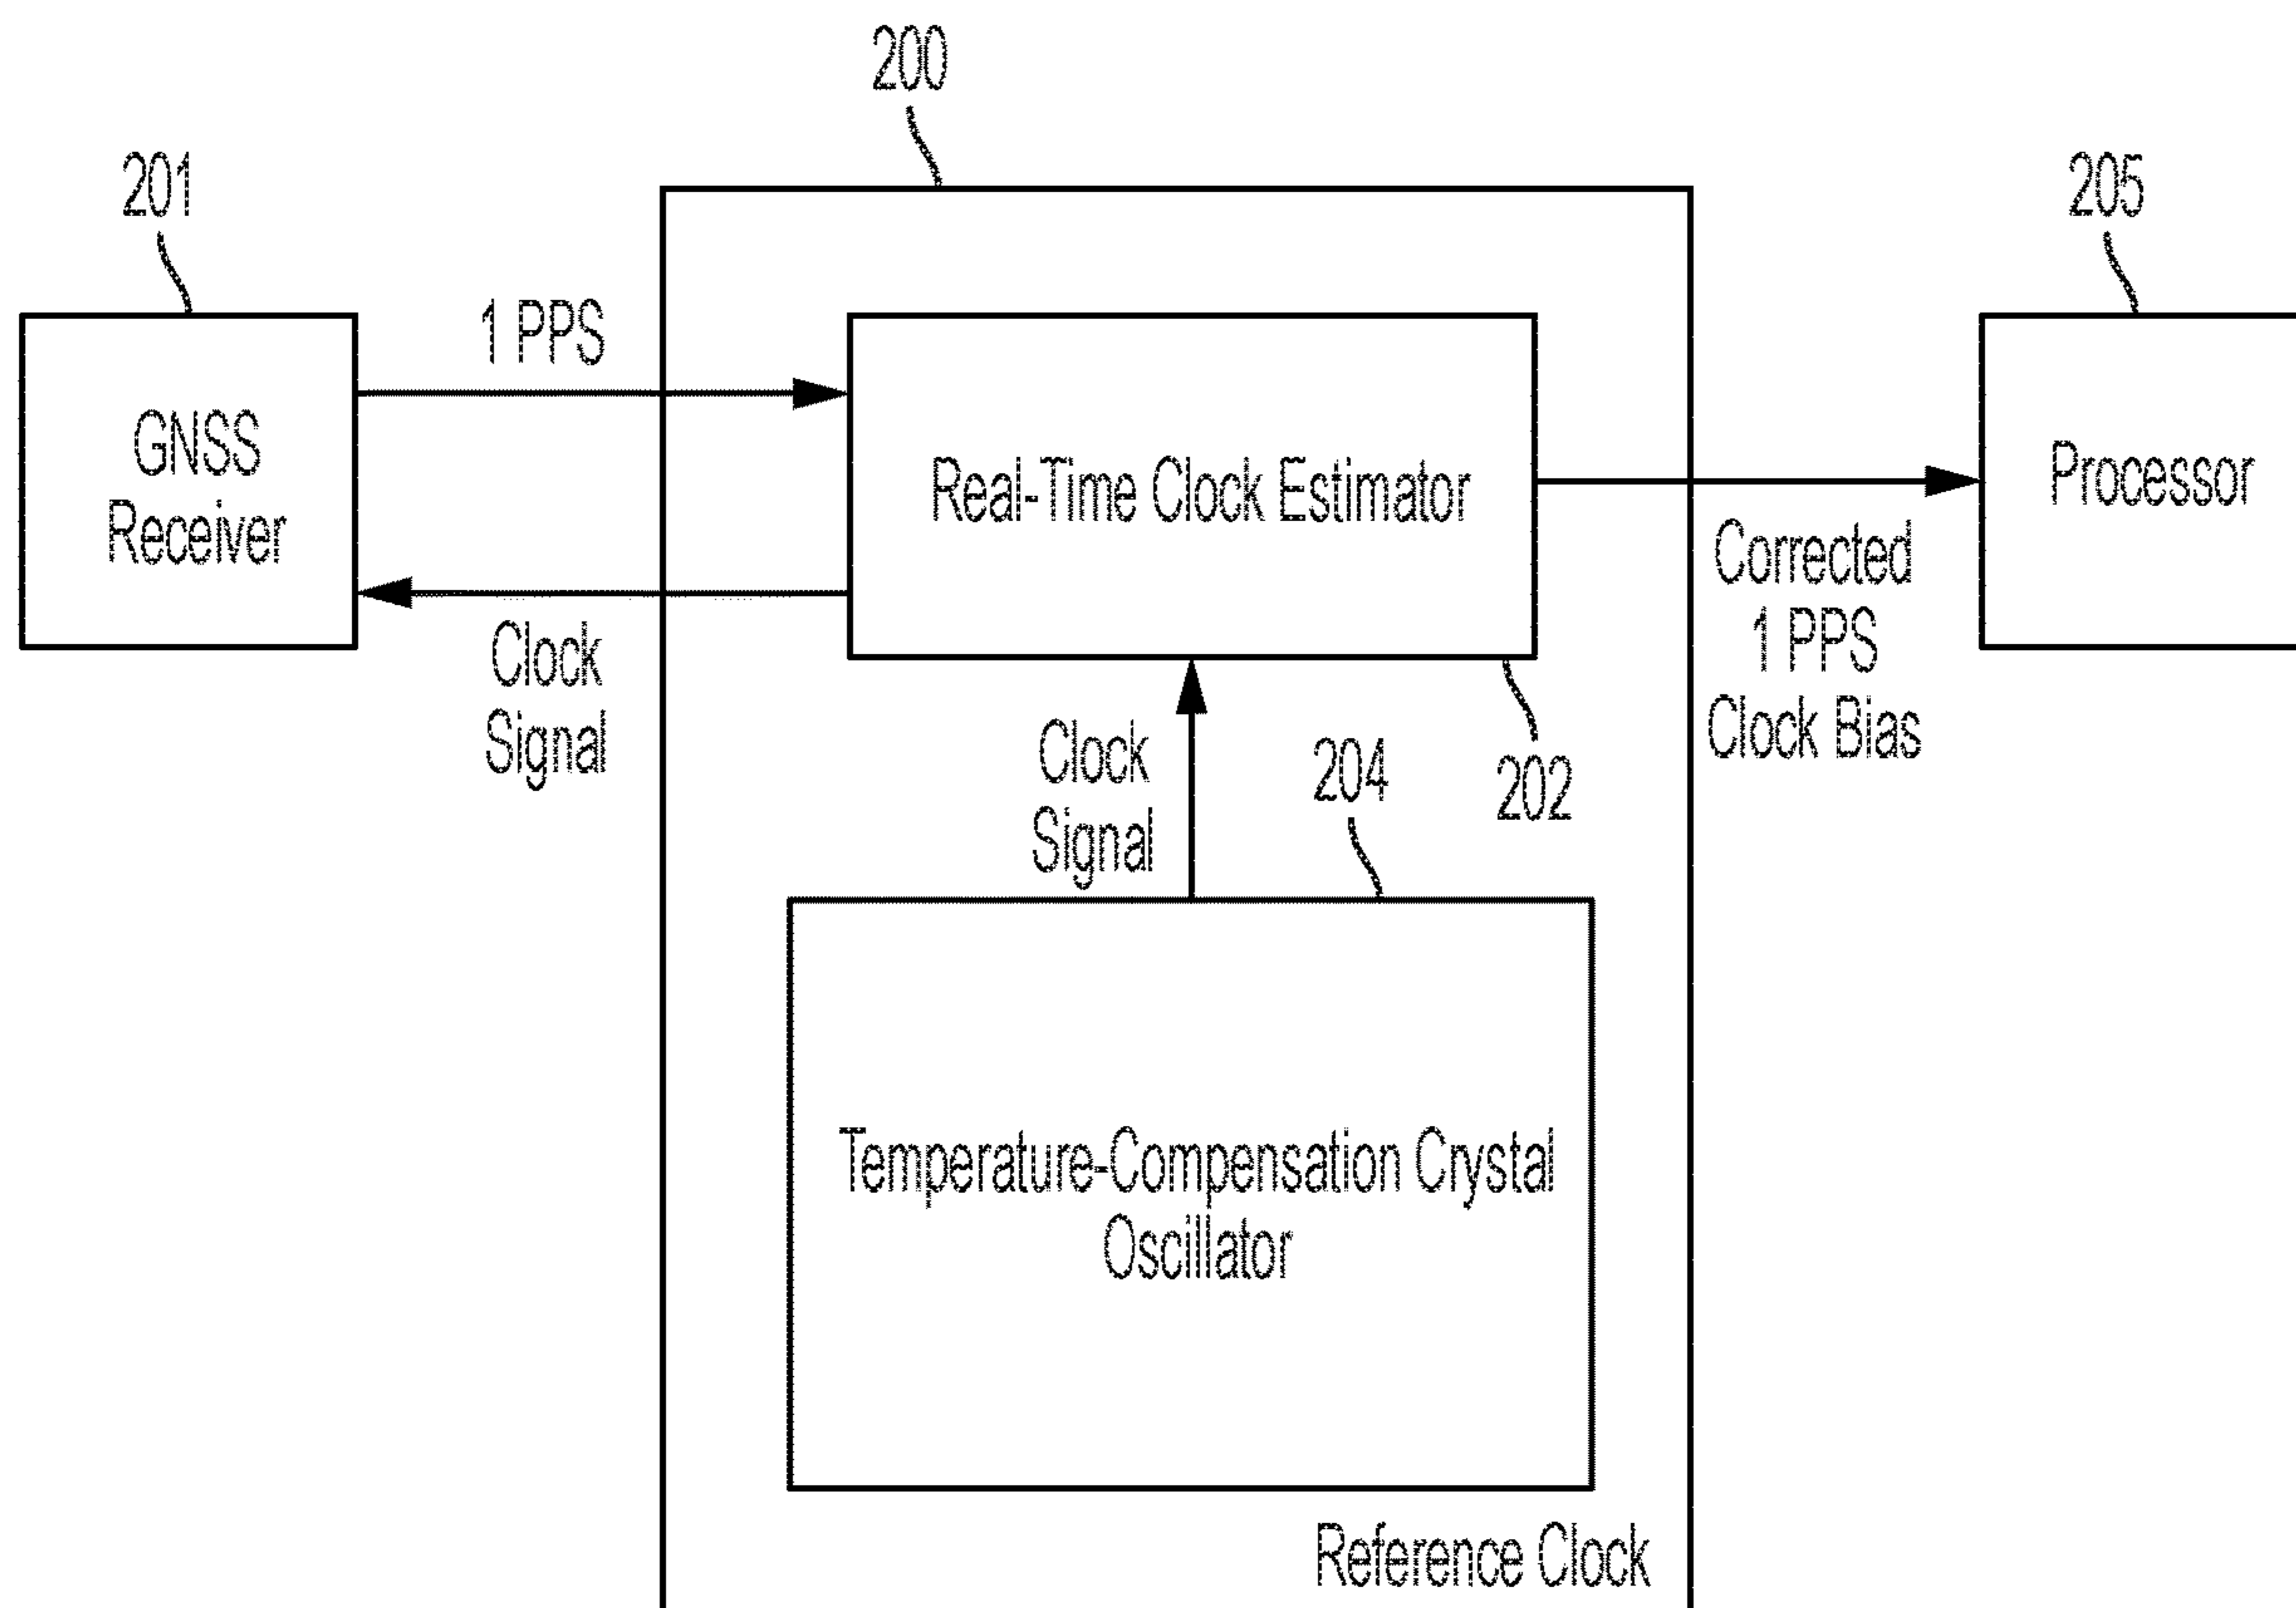 200
201
205
1 PPS
GNSS
Receiver
Real-Time Clock Estimator
Processor
Clock
Signal
Corrected
1 PPS
Clock Bias
Clock
Signal
204
202
Temperature-Compensation Crystal
Oscillator
Reference Clock